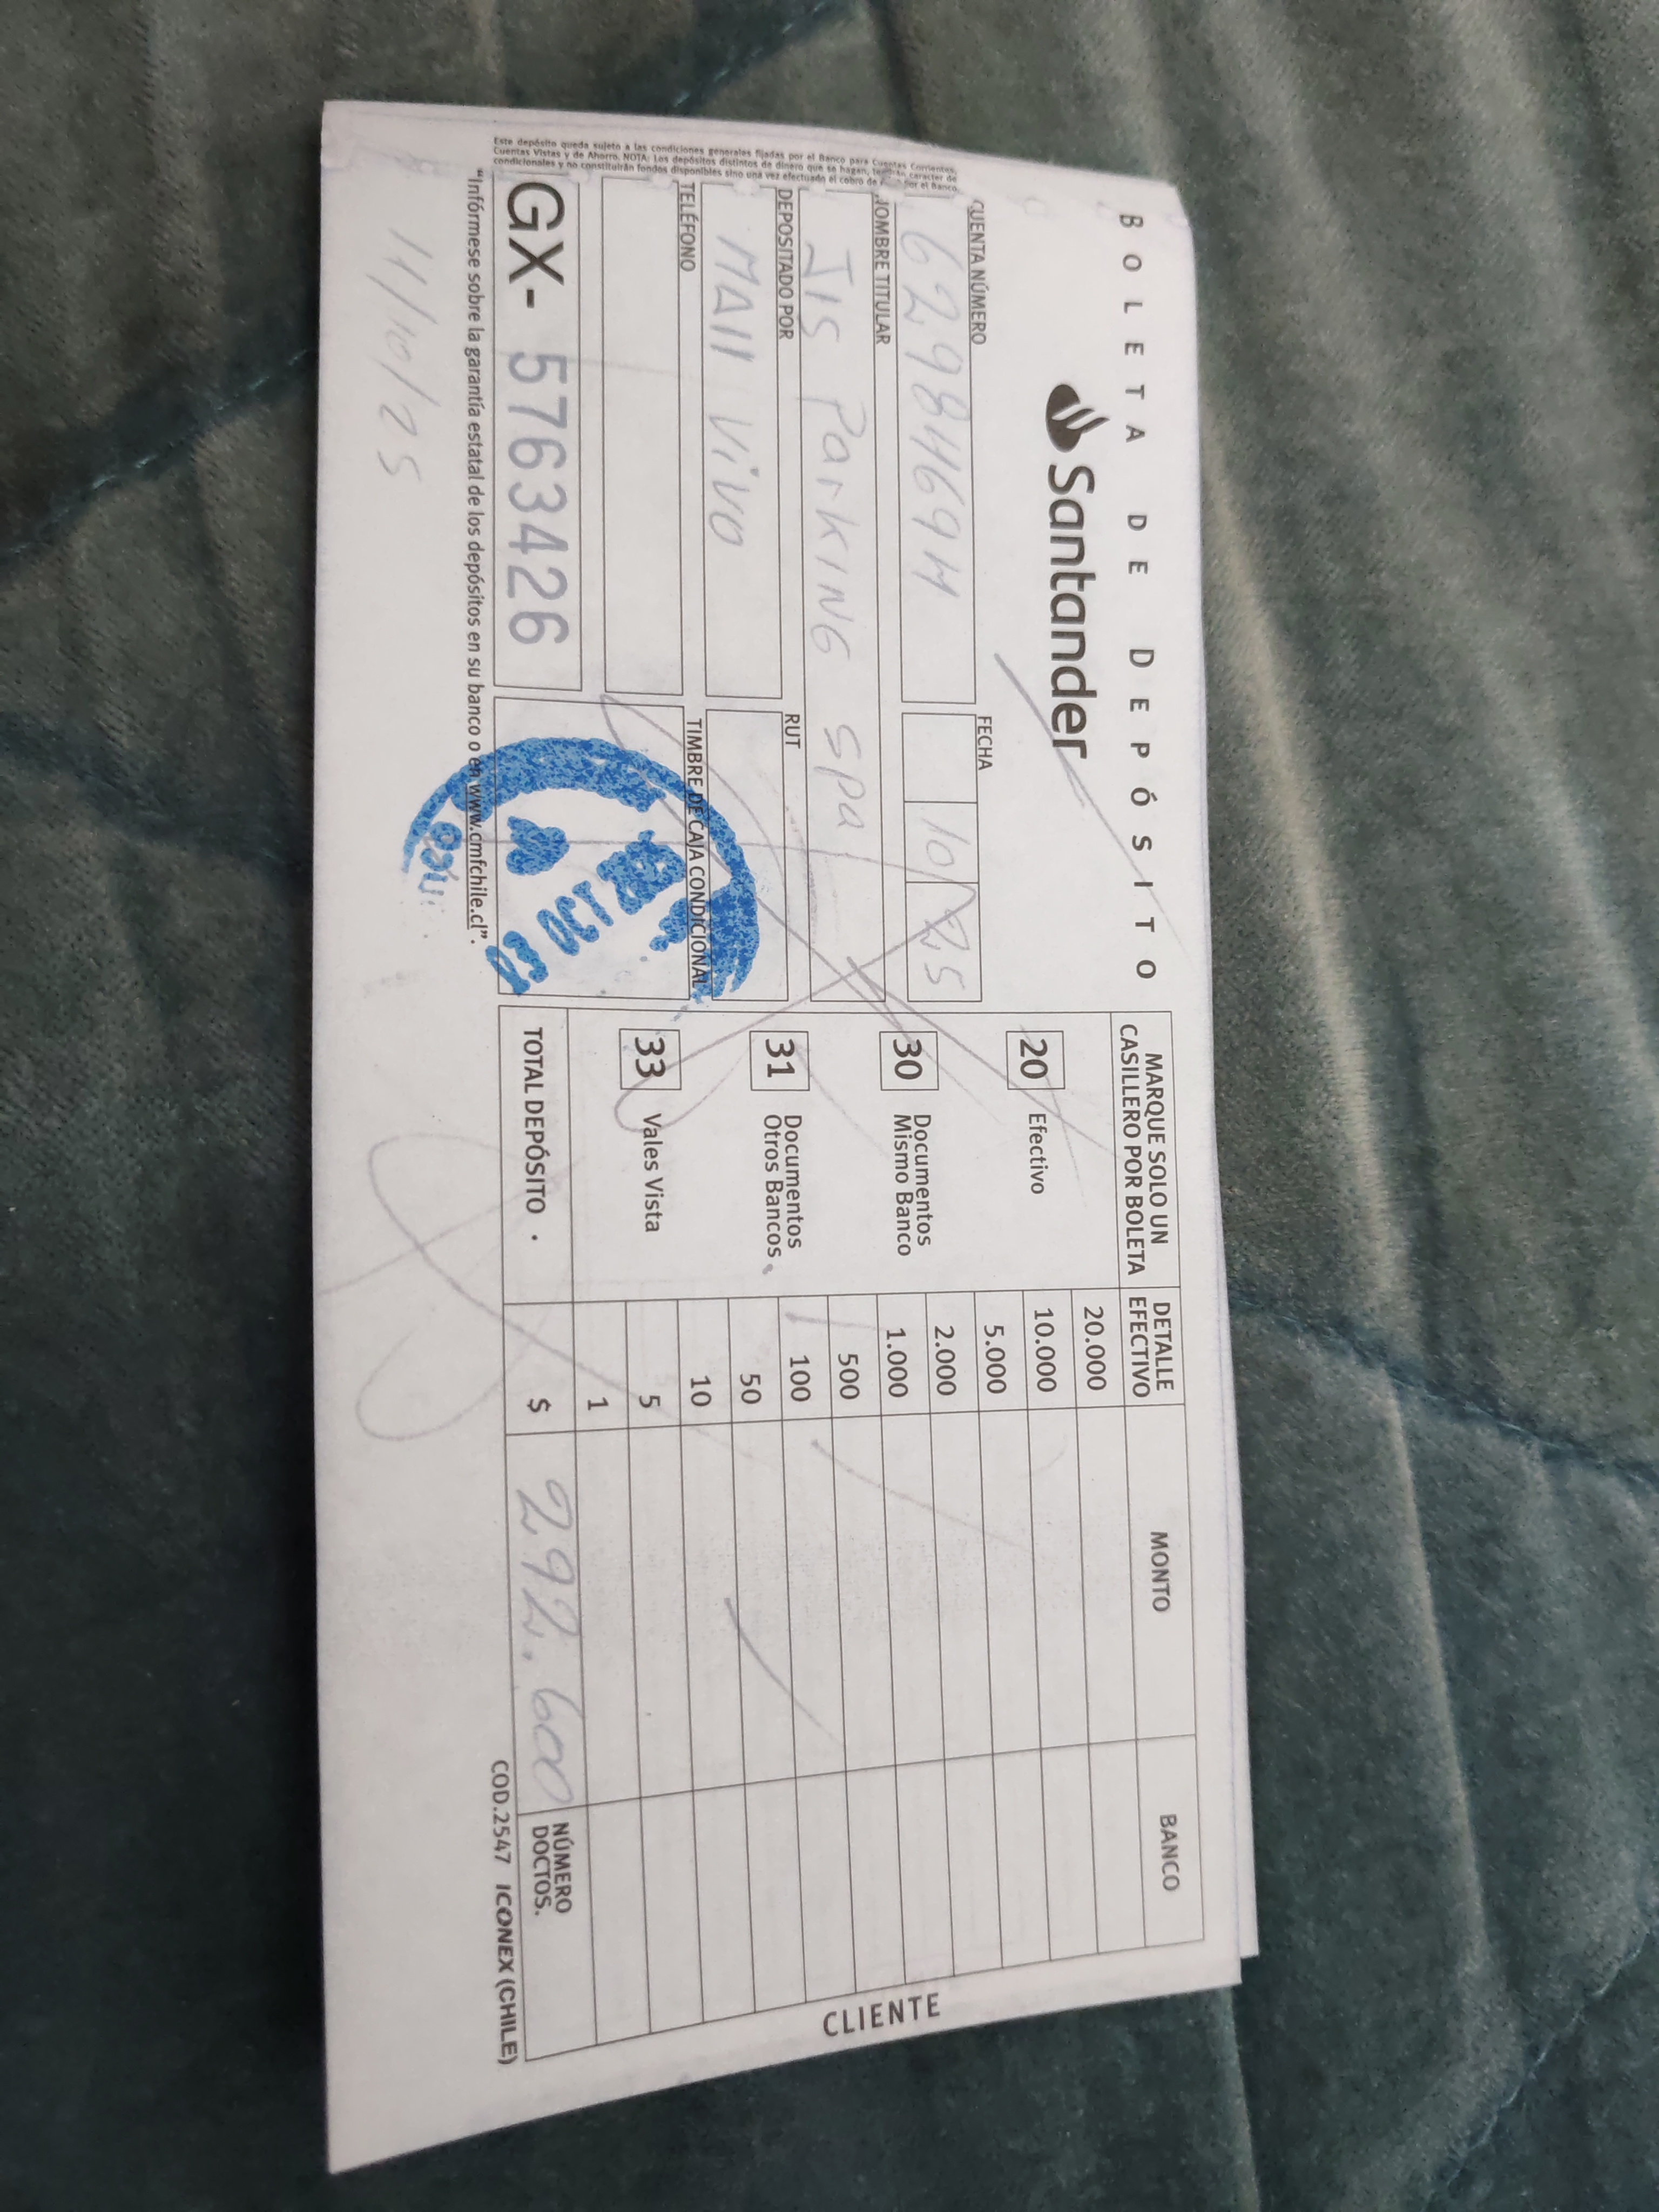 BOLETA DE DEPÓSITO
Santander
CUENTA NÚMERO
FECHA
62984694
10 25
NOMBRE TITULAR
JIS PARKING SPA
DEPOSITADO POR
RUT
MAll VIVO
TELÉFONO
TIMBRE DE CAJA CONDICIONAL
GX- 5763426
Este depósito queda sujeto a las condiciones generales fijadas por el Banco para Cuentas Corrientes,
Cuentas Vistas y de Ahorro. NOTA: Los depósitos distintos de dinero que se hagan, tendrán caracter de
condicionales y no constituirán fondos disponibles sino una vez efectuado el cobro de por el Banco.
"Infórmese sobre la garantía estatal de los depósitos en su banco o en www.cmfchile.cl".
11/10/25
MARQUE SOLO UN
CASILLERO POR BOLETA
DETALLE
EFECTIVO
MONTO
BANCO
20 Efectivo
30 Documentos
Mismo Banco
31 Documentos
Otros Bancos
33 Vales Vista
20.000
10.000
5.000
2.000
1.000
500
100
50
10
5
1
TOTAL DEPÓSITO
$ 292.600
NÚMERO
DOCTOS.
COD.2547 ICONEX (CHILE)
CLIENTE